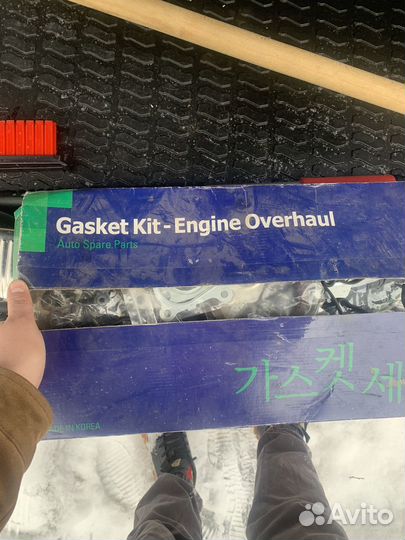 Gasket Kit - Engine Overhaul
Auto Spare Parts
가스켓 세
IN KOREA
Avito